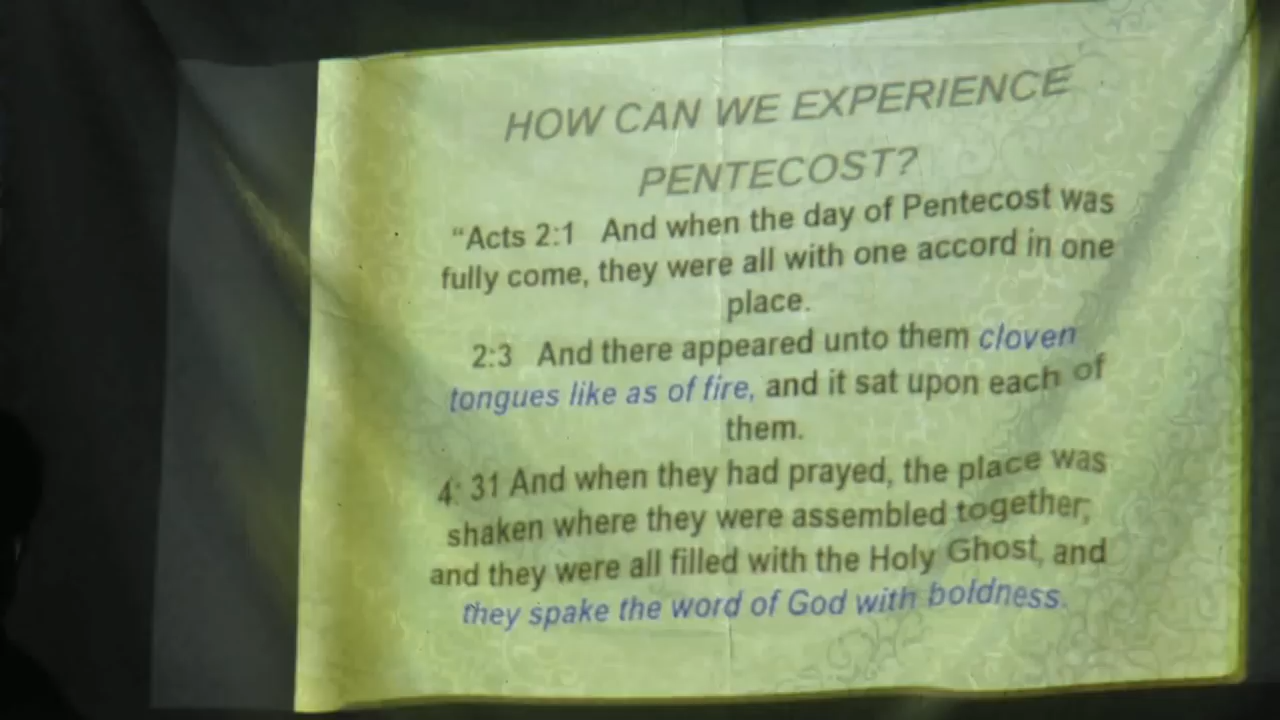 HOW CAN WE EXPERIENCE
PENTECOST?
“Acts 2:1 And when the day of Pentecost was
fully come, they were all with one accord in one
place.
2:3 And there appeared unto them cloven
tongues like as of fire, and it sat upon each of
them.
4: 31 And when they had prayed, the place was
shaken where they were assembled together;
and they were all filled with the Holy Ghost, and
they spake the word of God with boldness.